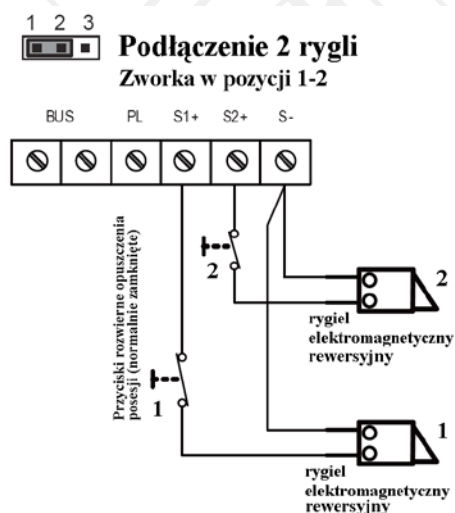 1 2 3
Podłączenie 2 rygli
Zworka w pozycji 1-2
BUS PL S1+ S2+ S-
Przyciski rozwierne opuszczenia
posesji (normalnie zamknięte)
2
1
2
rygiel
elektromagnetyczny
rewersyjny
1
rygiel
elektromagnetyczny
rewersyjny